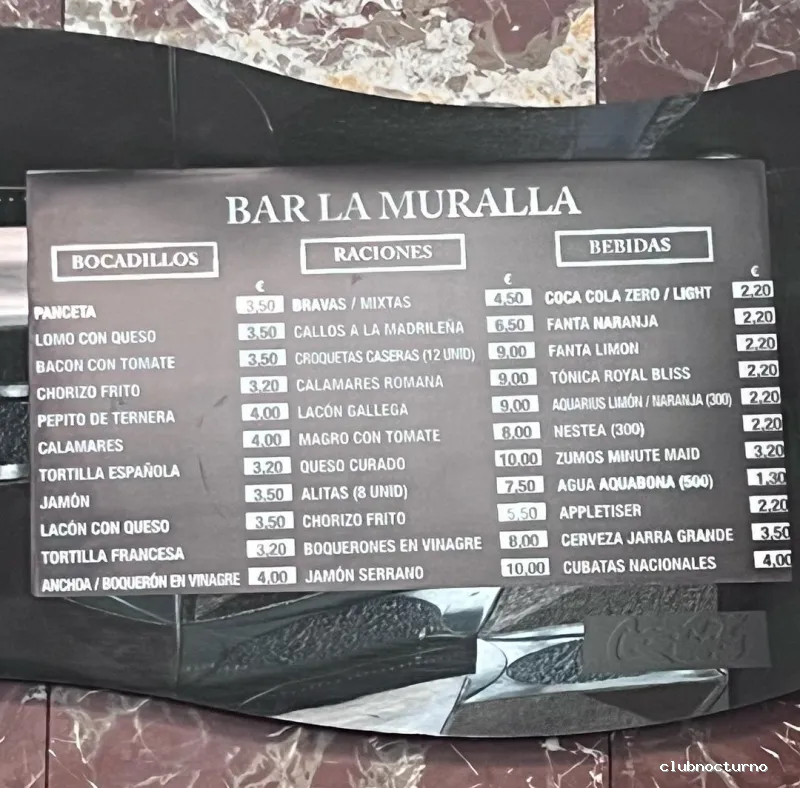 BAR LA MURALLA
BOCADILLOS
€
PANCETA 3,50
LOMO CON QUESO 3,50
BACON CON TOMATE 3,50
CHORIZO FRITO 3,20
PEPITO DE TERNERA 4,00
CALAMARES 4,00
TORTILLA ESPAÑOLA 3,20
JAMÓN 3,50
LACÓN CON QUESO 3,50
TORTILLA FRANCESA 3,20
ANCHOA / BOQUERÓN EN VINAGRE 4,00
RACIONES
€
BRAVAS / MIXTAS 4,50
CALLOS A LA MADRILEÑA 6,50
CROQUETAS CASERAS (12 UNID) 9,00
CALAMARES ROMANA 9,00
LACÓN GALLEGA 9,00
MAGRO CON TOMATE 8,00
QUESO CURADO 10,00
ALITAS (8 UNID) 7,50
CHORIZO FRITO 5,50
BOQUERONES EN VINAGRE 8,00
JAMÓN SERRANO 10,00
BEBIDAS
€
COCA COLA ZERO / LIGHT 2,20
FANTA NARANJA 2,20
FANTA LIMON 2,20
TÓNICA ROYAL BLISS 2,20
AQUARIUS LIMÓN / NARANJA (300) 2,20
NESTEA (300) 2,20
ZUMOS MINUTE MAID 3,20
AGUA AQUABONA (500) 1,30
APPLETISER 2,20
CERVEZA JARRA GRANDE 3,50
CUBATAS NACIONALES 4,00
clubnocturno